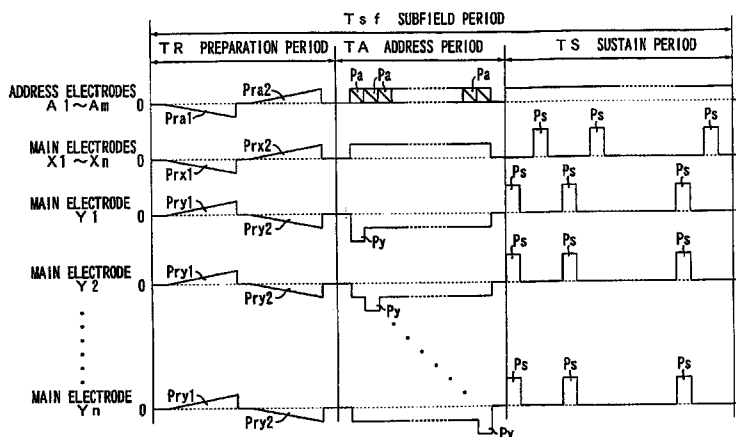 Tsf SUBFIELD PERIOD
TR PREPARATION PERIOD TA ADDRESS PERIOD TS SUSTAIN PERIOD
ADDRESS ELECTRODES
A1~Am 0
Pra1 Pra2 Pa Pa Pa
MAIN ELECTRODES
X1~Xn 0
Prx1 Prx2 Ps Ps Ps
MAIN ELECTRODE
Y1 0
Pry1 Pry2 Py Ps Ps Ps
MAIN ELECTRODE
Y2 0
Pry1 Pry2 Py Ps Ps Ps
MAIN ELECTRODE
Yn 0
Pry1 Pry2 Py Ps Ps Ps